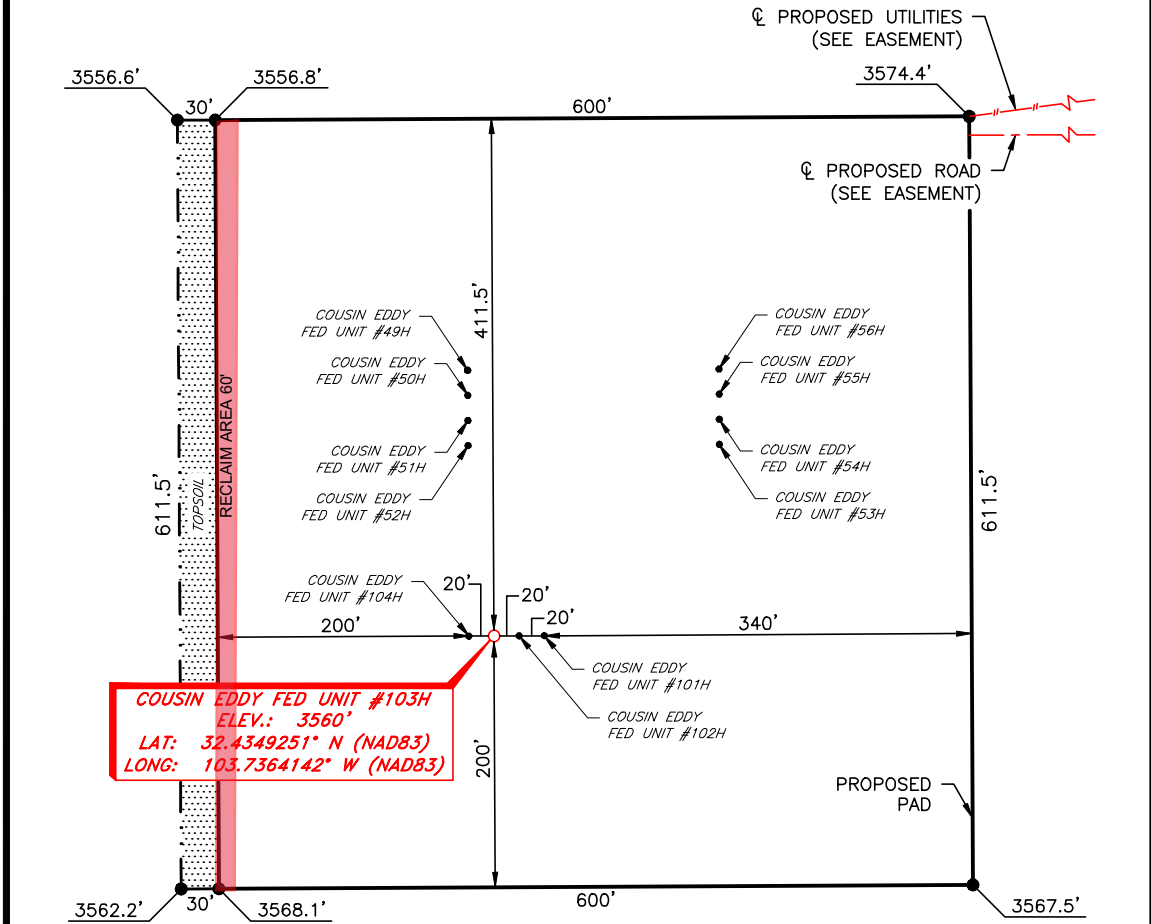 ℄ PROPOSED UTILITIES
(SEE EASEMENT)
3556.6'
3556.8'
3574.4'
30'
600'
℄ PROPOSED ROAD
(SEE EASEMENT)
411.5'
COUSIN EDDY
FED UNIT #49H
COUSIN EDDY
FED UNIT #50H
COUSIN EDDY
FED UNIT #51H
COUSIN EDDY
FED UNIT #52H
COUSIN EDDY
FED UNIT #56H
COUSIN EDDY
FED UNIT #55H
COUSIN EDDY
FED UNIT #54H
COUSIN EDDY
FED UNIT #53H
611.5'
TOPSOIL
RECLAIM AREA 60'
611.5'
COUSIN EDDY
FED UNIT #104H
20'
20'
20'
200'
340'
COUSIN EDDY
FED UNIT #101H
COUSIN EDDY
FED UNIT #102H
COUSIN EDDY FED UNIT #103H
ELEV.: 3560'
LAT: 32.4349251° N (NAD83)
LONG: 103.7364142° W (NAD83)
200'
PROPOSED
PAD
3562.2'
30'
3568.1'
600'
3567.5'